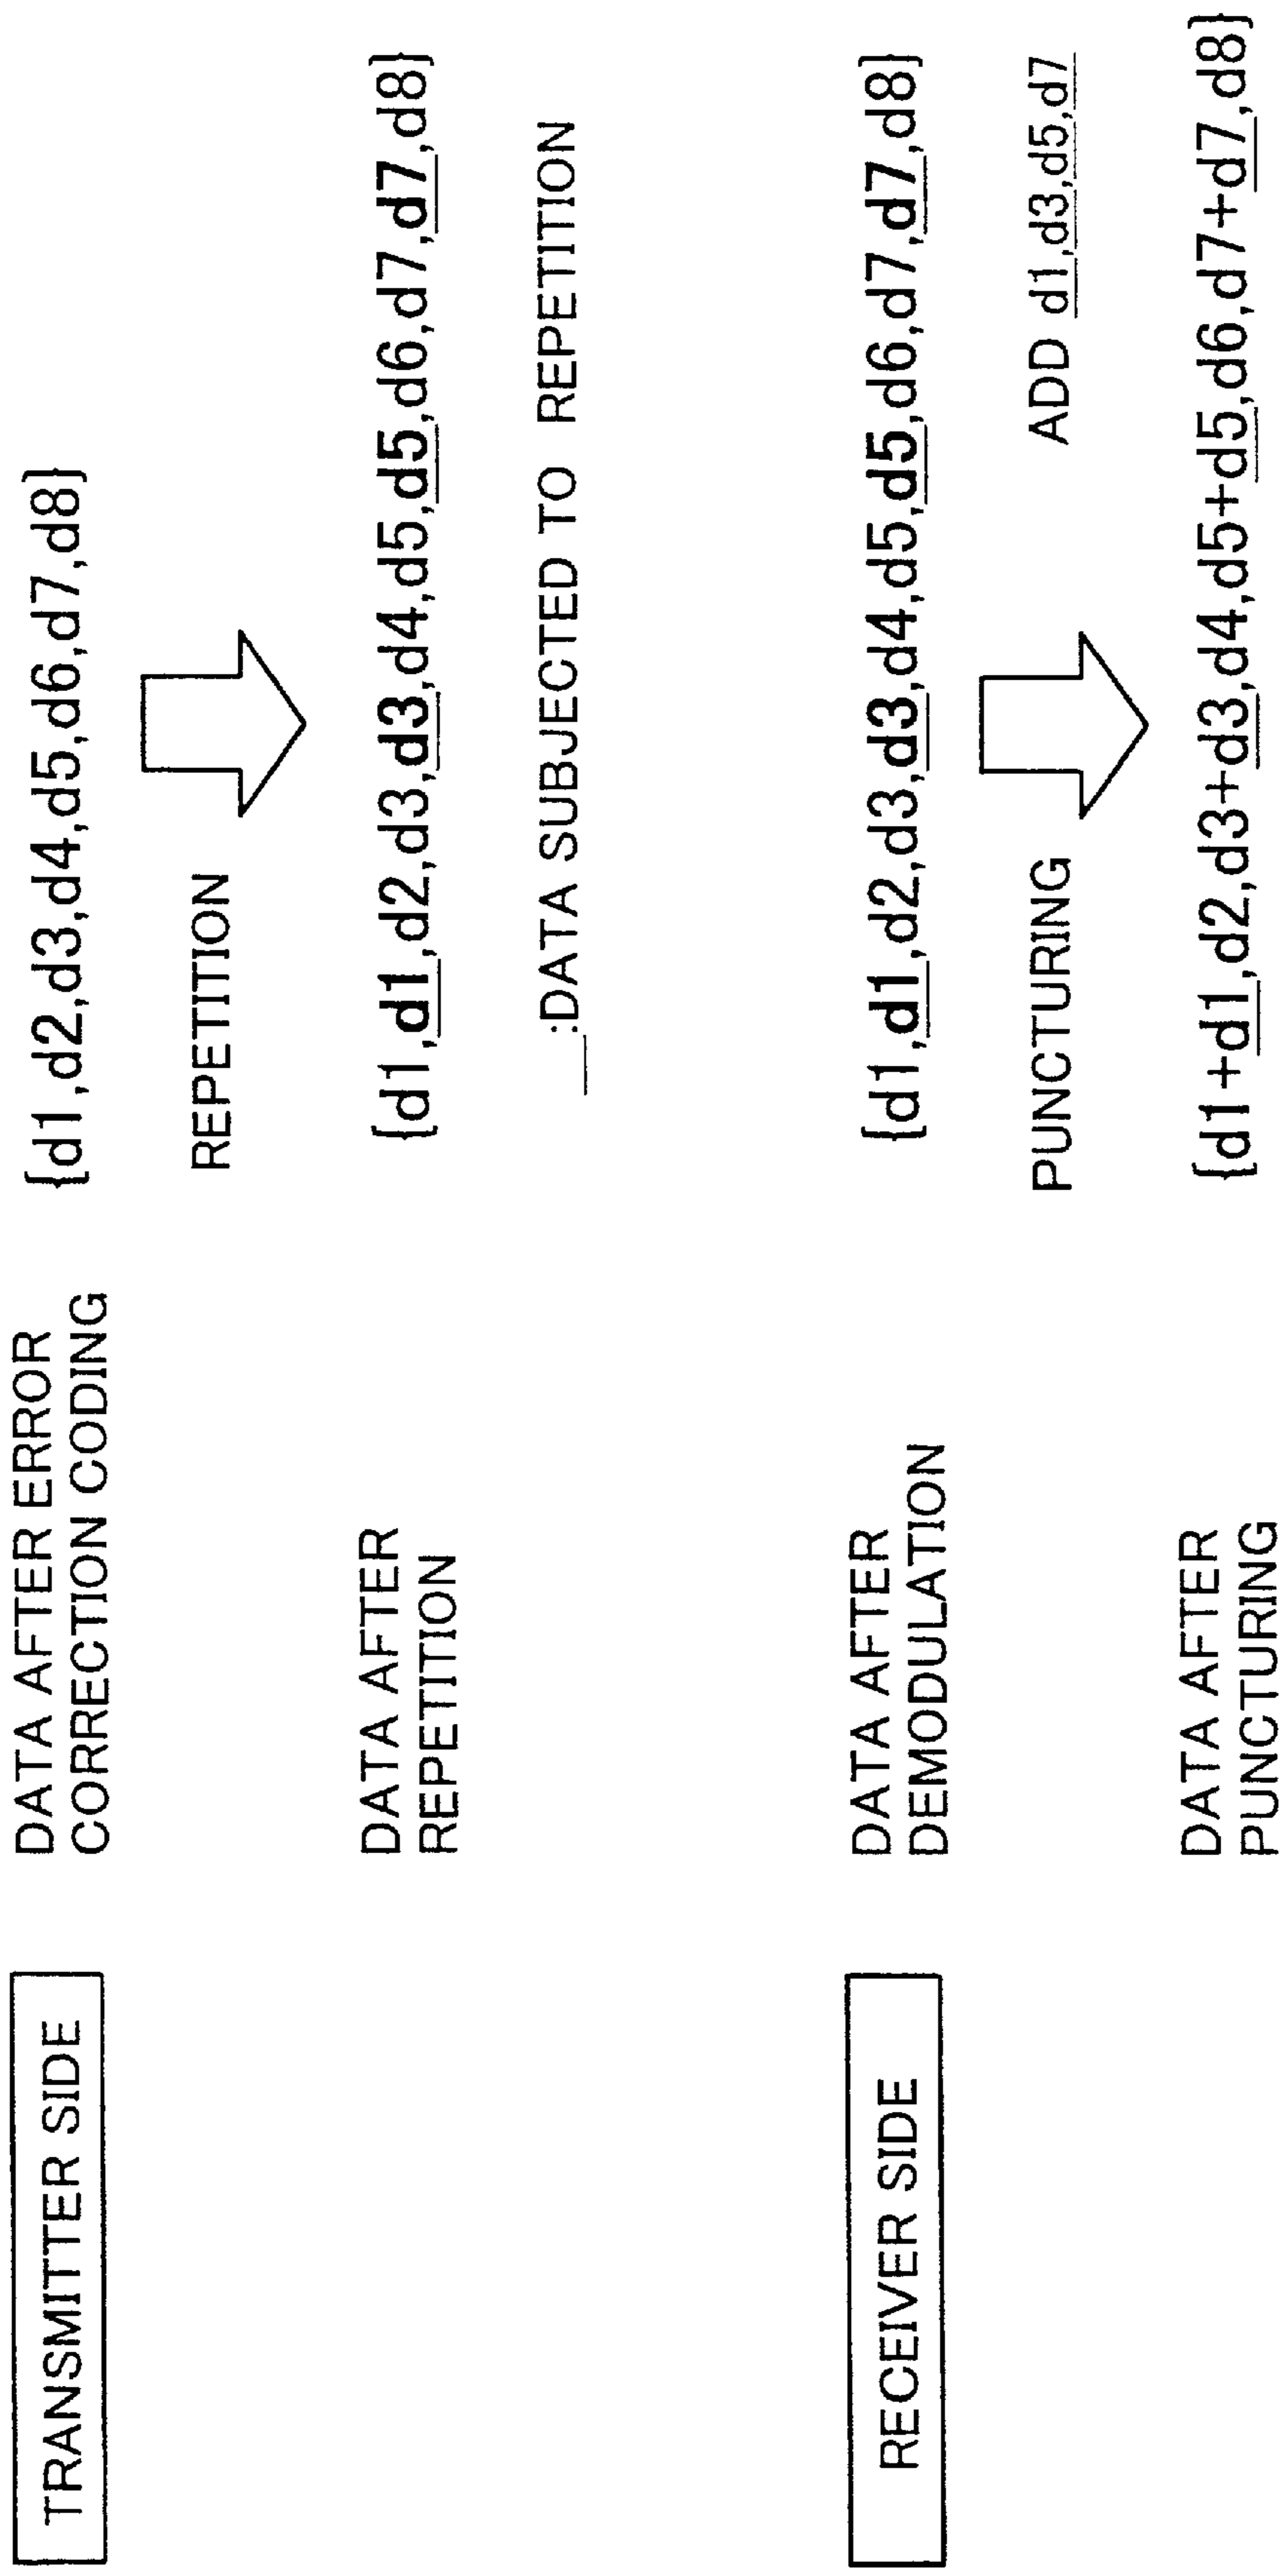 TRANSMITTER SIDE
DATA AFTER ERROR
CORRECTION CODING
{d1,d2,d3,d4,d5,d6,d7,d8}
REPETITION
DATA AFTER
REPETITION
{d1,d1,d2,d3,d3,d4,d5,d5,d6,d7,d7,d8}
_:DATA SUBJECTED TO REPETITION
RECEIVER SIDE
DATA AFTER
DEMODULATION
{d1,d1,d2,d3,d3,d4,d5,d5,d6,d7,d7,d8}
PUNCTURING
ADD d1,d3,d5,d7
DATA AFTER
PUNCTURING
{d1+d1,d2,d3+d3,d4,d5+d5,d6,d7+d7,d8}